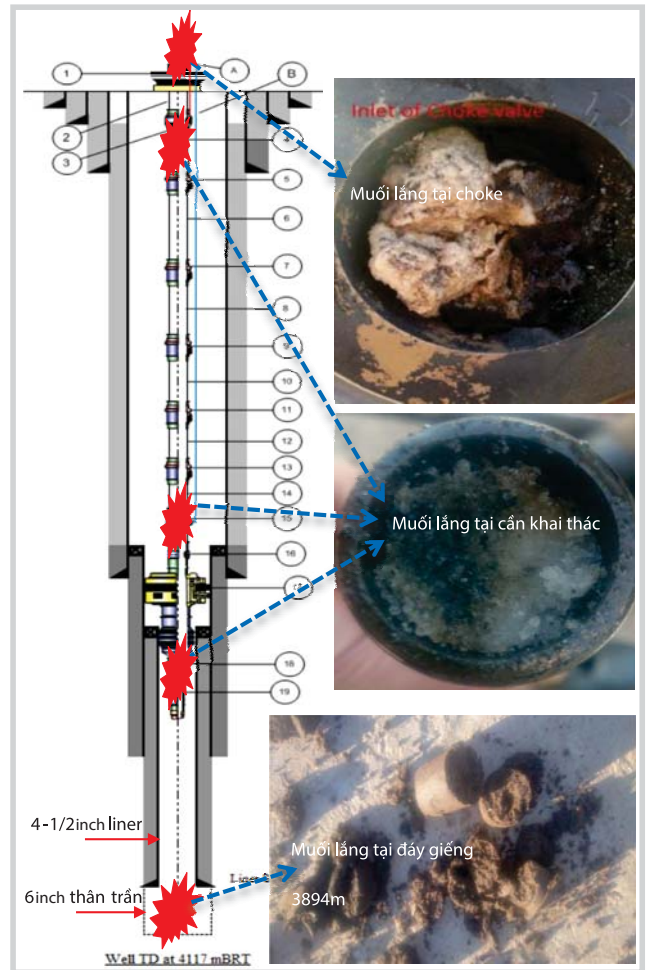 A
1
B
2
3
4
5
6
7
8
9
10
11
12
13
14
15
16
18
19
Inlet of Choke valve
Muối lắng tại choke
Muối lắng tại cần khai thác
4-1/2inch liner
Muối lắng tại đáy giếng
6inch thân trần
3894m
Well TD at 4117 mBRT